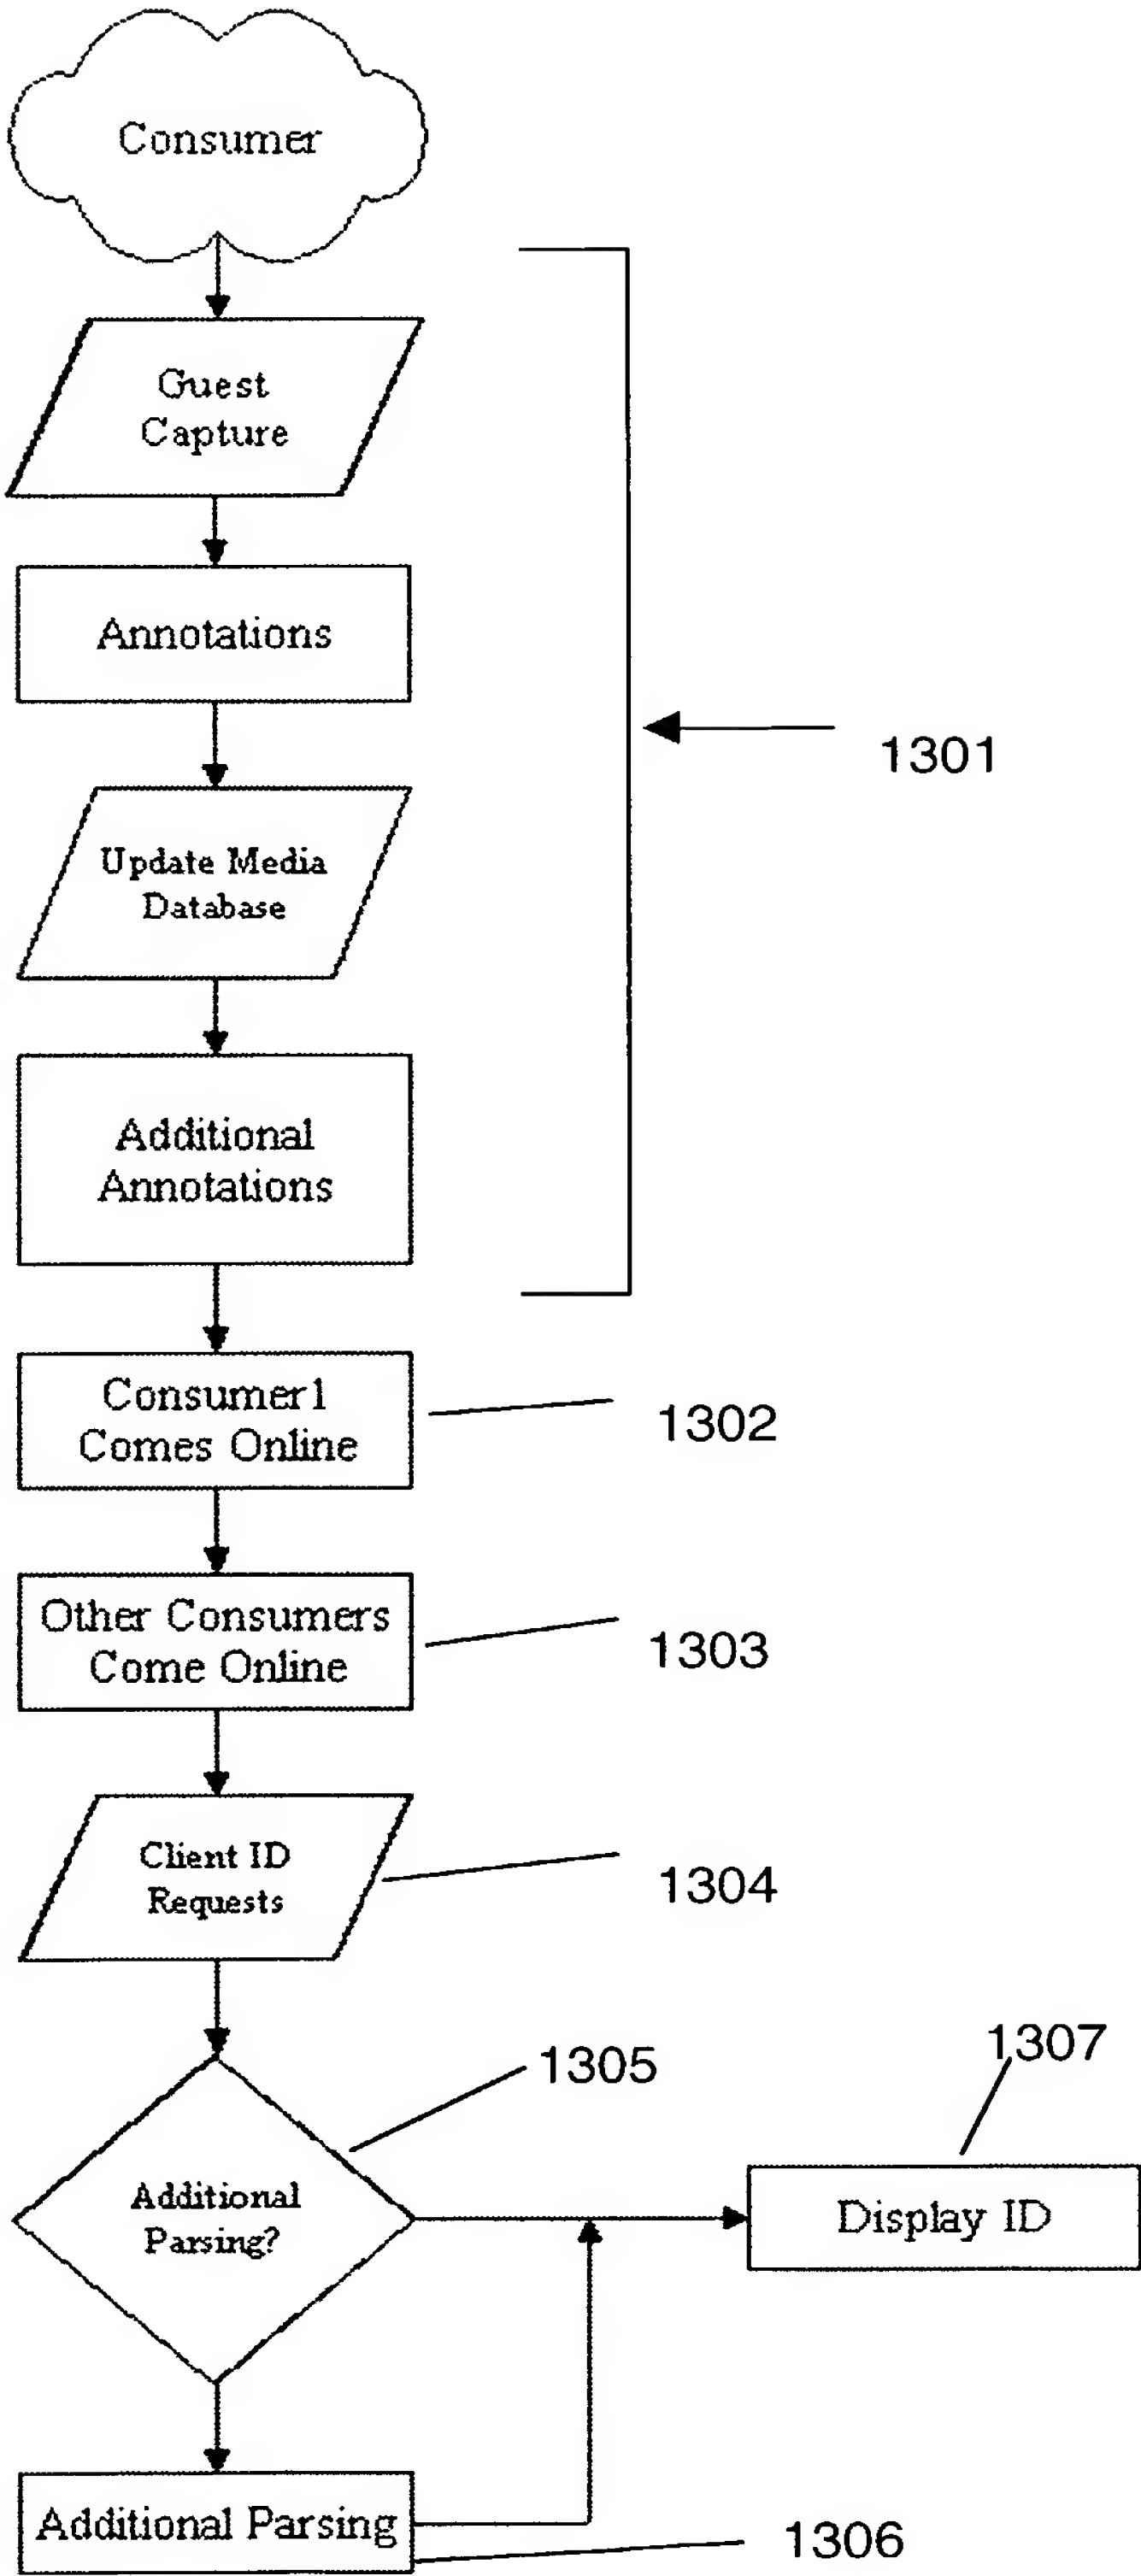 Consumer
Guest
Capture
Annotations
1301
Update Media
Database
Additional
Annotations
Consumer1
Comes Online
1302
Other Consumers
Come Online
1303
Client ID
Requests
1304
1305
1307
Additional
Parsing?
Display ID
Additional Parsing
1306